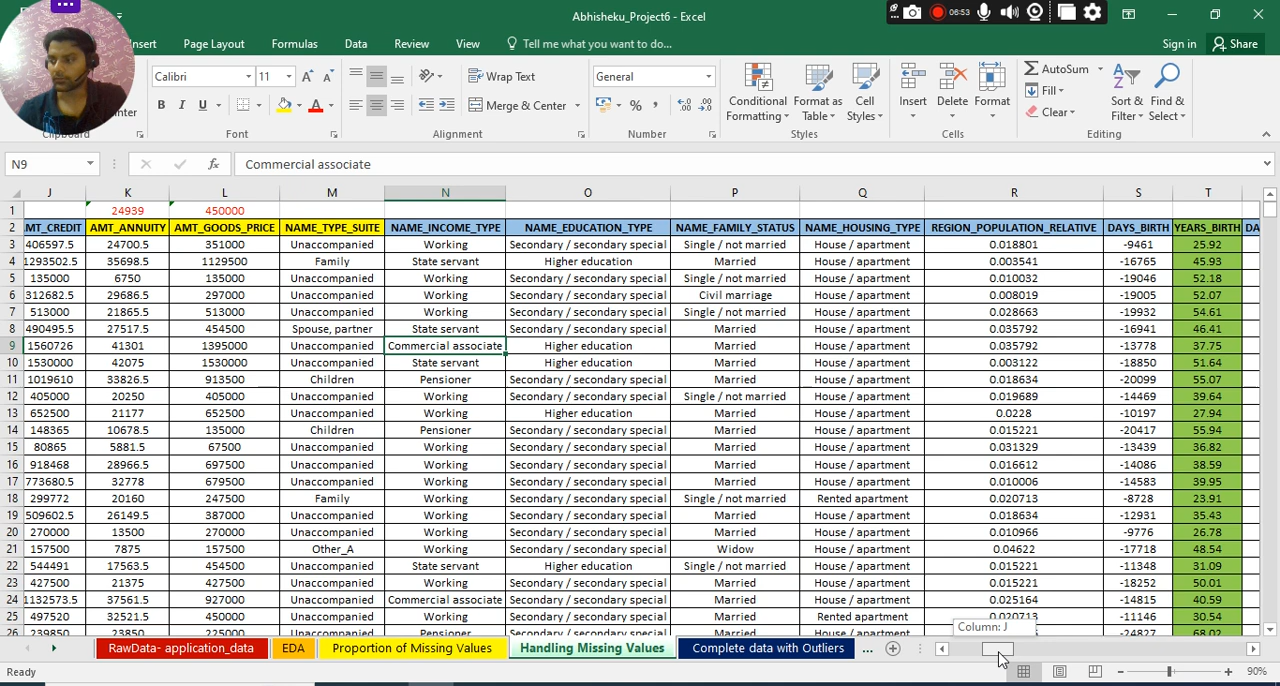 Abhisheku_Project6 - Excel
06:53
Insert Page Layout Formulas Data Review View Tell me what you want to do... Sign in Share
Calibri 11 Wrap Text General Conditional Formatting Format as Table Cell Styles Insert Delete Format AutoSum Fill Clear Sort & Filter Find & Select
B I U Merge & Center % ,
Clipboard Font Alignment Number Styles Cells Editing
N9 fx Commercial associate
J K L M N O P Q R S T
1 24939 450000
2 MT_CREDIT AMT_ANNUITY AMT_GOODS_PRICE NAME_TYPE_SUITE NAME_INCOME_TYPE NAME_EDUCATION_TYPE NAME_FAMILY_STATUS NAME_HOUSING_TYPE REGION_POPULATION_RELATIVE DAYS_BIRTH YEARS_BIRTH DA
3 406597.5 24700.5 351000 Unaccompanied Working Secondary / secondary special Single / not married House / apartment 0.018801 -9461 25.92
4 1293502.5 35698.5 1129500 Family State servant Higher education Married House / apartment 0.003541 -16765 45.93
5 135000 6750 135000 Unaccompanied Working Secondary / secondary special Single / not married House / apartment 0.010032 -19046 52.18
6 312682.5 29686.5 297000 Unaccompanied Working Secondary / secondary special Civil marriage House / apartment 0.008019 -19005 52.07
7 513000 21865.5 513000 Unaccompanied Working Secondary / secondary special Single / not married House / apartment 0.028663 -19932 54.61
8 490495.5 27517.5 454500 Spouse, partner State servant Secondary / secondary special Married House / apartment 0.035792 -16941 46.41
9 1560726 41301 1395000 Unaccompanied Commercial associate Higher education Married House / apartment 0.035792 -13778 37.75
10 1530000 42075 1530000 Unaccompanied State servant Higher education Married House / apartment 0.003122 -18850 51.64
11 1019610 33826.5 913500 Children Pensioner Secondary / secondary special Married House / apartment 0.018634 -20099 55.07
12 405000 20250 405000 Unaccompanied Working Secondary / secondary special Single / not married House / apartment 0.019689 -14469 39.64
13 652500 21177 652500 Unaccompanied Working Higher education Married House / apartment 0.0228 -10197 27.94
14 148365 10678.5 135000 Children Pensioner Secondary / secondary special Married House / apartment 0.015221 -20417 55.94
15 80865 5881.5 67500 Unaccompanied Working Secondary / secondary special Married House / apartment 0.031329 -13439 36.82
16 918468 28966.5 697500 Unaccompanied Working Secondary / secondary special Married House / apartment 0.016612 -14086 38.59
17 773680.5 32778 679500 Unaccompanied Working Secondary / secondary special Married House / apartment 0.010006 -14583 39.95
18 299772 20160 247500 Family Working Secondary / secondary special Single / not married Rented apartment 0.020713 -8728 23.91
19 509602.5 26149.5 387000 Unaccompanied Working Secondary / secondary special Married House / apartment 0.018634 -12931 35.43
20 270000 13500 270000 Unaccompanied Working Secondary / secondary special Married House / apartment 0.010966 -9776 26.78
21 157500 7875 157500 Other_A Working Secondary / secondary special Widow House / apartment 0.04622 -17718 48.54
22 544491 17563.5 454500 Unaccompanied State servant Higher education Single / not married House / apartment 0.015221 -11348 31.09
23 427500 21375 427500 Unaccompanied Working Secondary / secondary special Married House / apartment 0.015221 -18252 50.01
24 1132573.5 37561.5 927000 Unaccompanied Commercial associate Secondary / secondary special Married House / apartment 0.025164 -14815 40.59
25 497520 32521.5 450000 Unaccompanied Working Secondary / secondary special Married Rented apartment 0.020713 -11146 30.54
26 239850 23850 225000 Unaccompanied Pensioner Secondary / secondary special Married House / apartment -24827 68.02
Column: J
RawData- application_data EDA Proportion of Missing Values Handling Missing Values Complete data with Outliers ...
Ready 90%